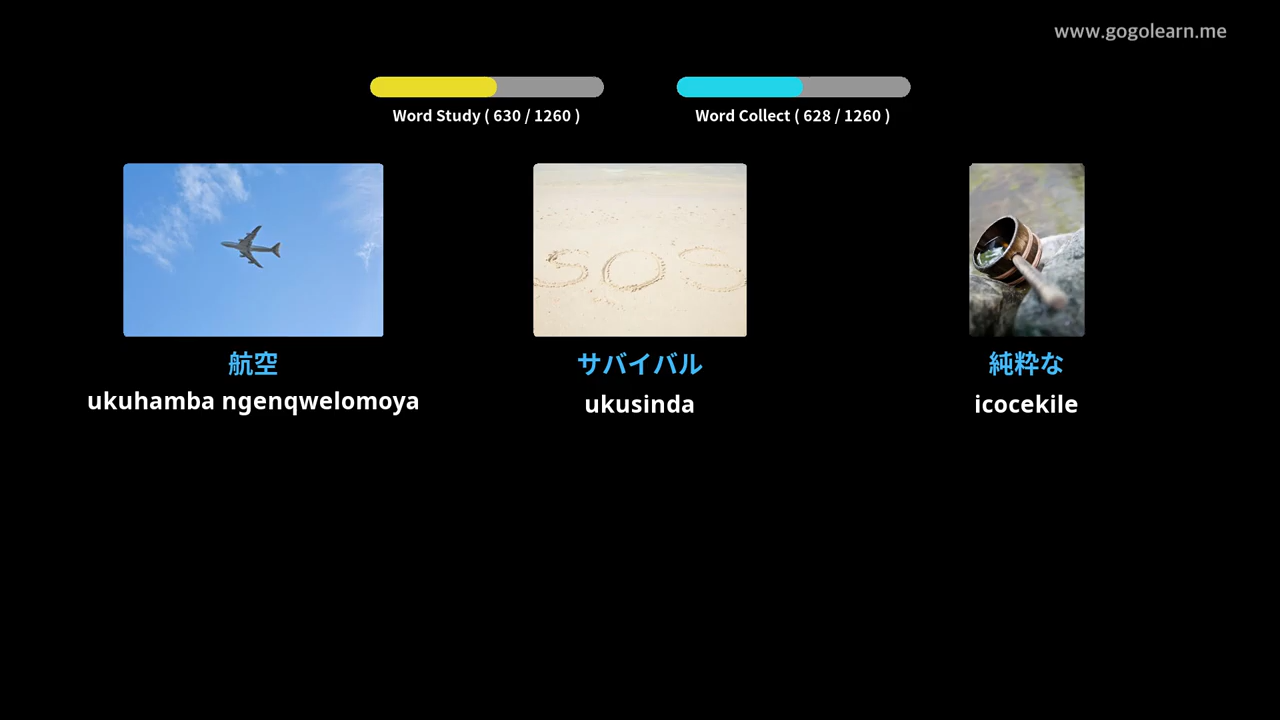 www.gogolearn.me
Word Study ( 630 / 1260 )
Word Collect ( 628 / 1260 )
SOS
航空
ukuhamba ngenqwelomoya
サバイバル
ukusinda
純粋な
icocekile